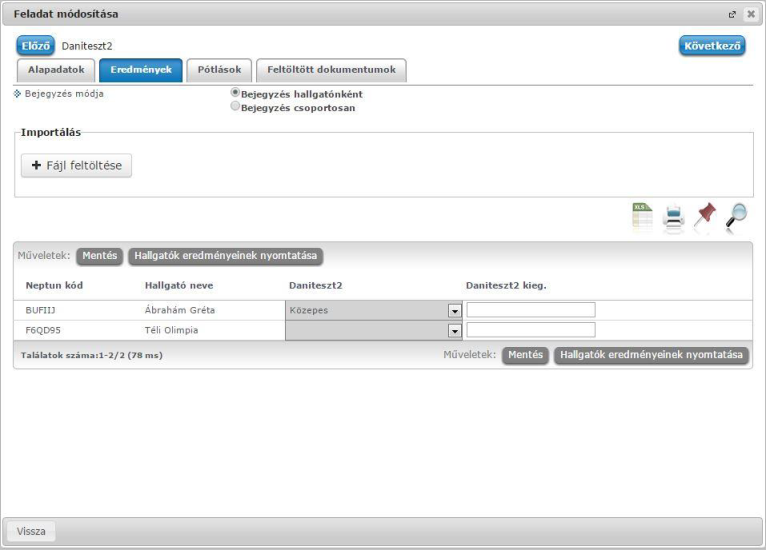 Feladat módosítása
Előző Daniteszt2 Következő
Alapadatok Eredmények Pótlások Feltöltött dokumentumok
Bejegyzés módja Bejegyzés hallgatónként
Bejegyzés csoportosan
Importálás
+ Fájl feltöltése
XLS
Műveletek: Mentés Hallgatók eredményeinek nyomtatása
Neptun kód Hallgató neve Daniteszt2 Daniteszt2 kieg.
BUFIIJ Ábrahám Gréta Közepes
F6QD95 Téli Olimpia
Találatok száma:1-2/2 (78 ms) Műveletek: Mentés Hallgatók eredményeinek nyomtatása
Vissza